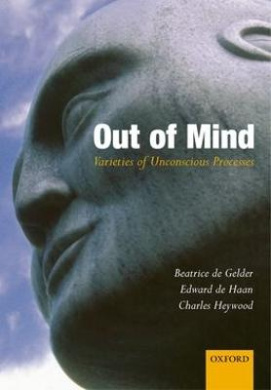 Out of Mind
Varieties of Unconscious Processes
Beatrice de Gelder
Edward de Haan
Charles Heywood
OXFORD